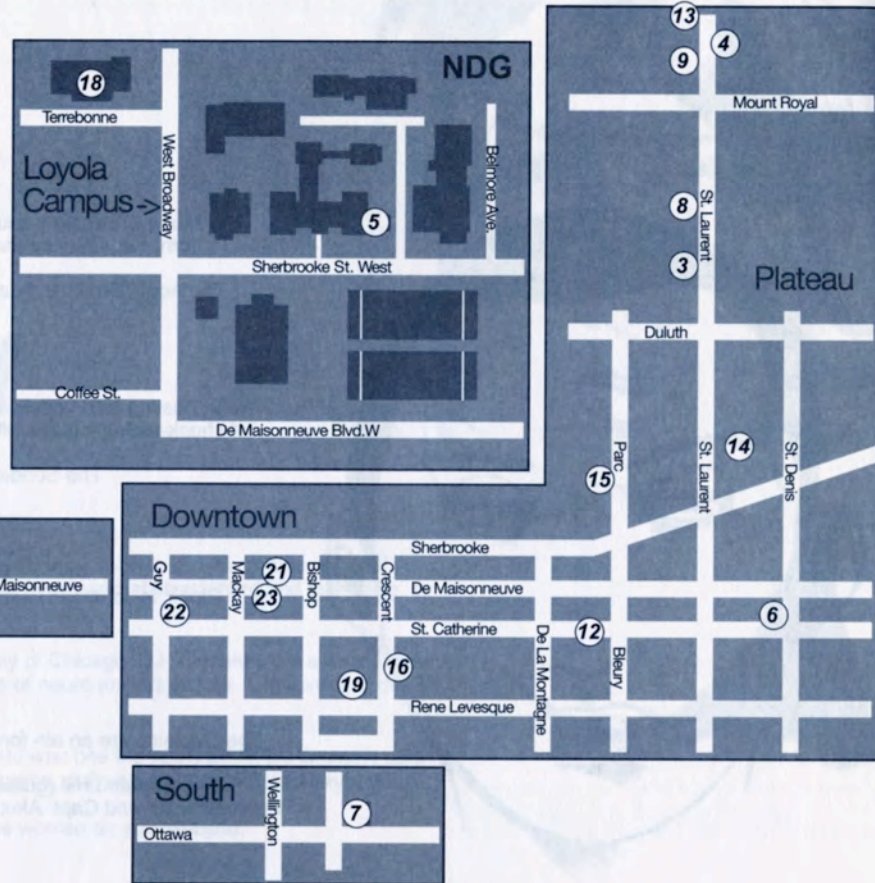 13
4
9
Mount Royal
8
St. Laurent
3
Plateau
Duluth
Parc
St. Laurent
14
St. Denis
15
NDG
18
Terrebonne
West Broadway
Loyola
Campus->
Belmore Ave.
5
Sherbrooke St. West
Coffee St.
De Maisonneuve Blvd.W
Downtown
Sherbrooke
Guy
Mackay
21
Bishop
Crescent
De Maisonneuve
23
22
St. Catherine
De La Montagne
12
Bleury
6
16
19
Rene Levesque
Maisonneuve
South
Wellington
7
Ottawa